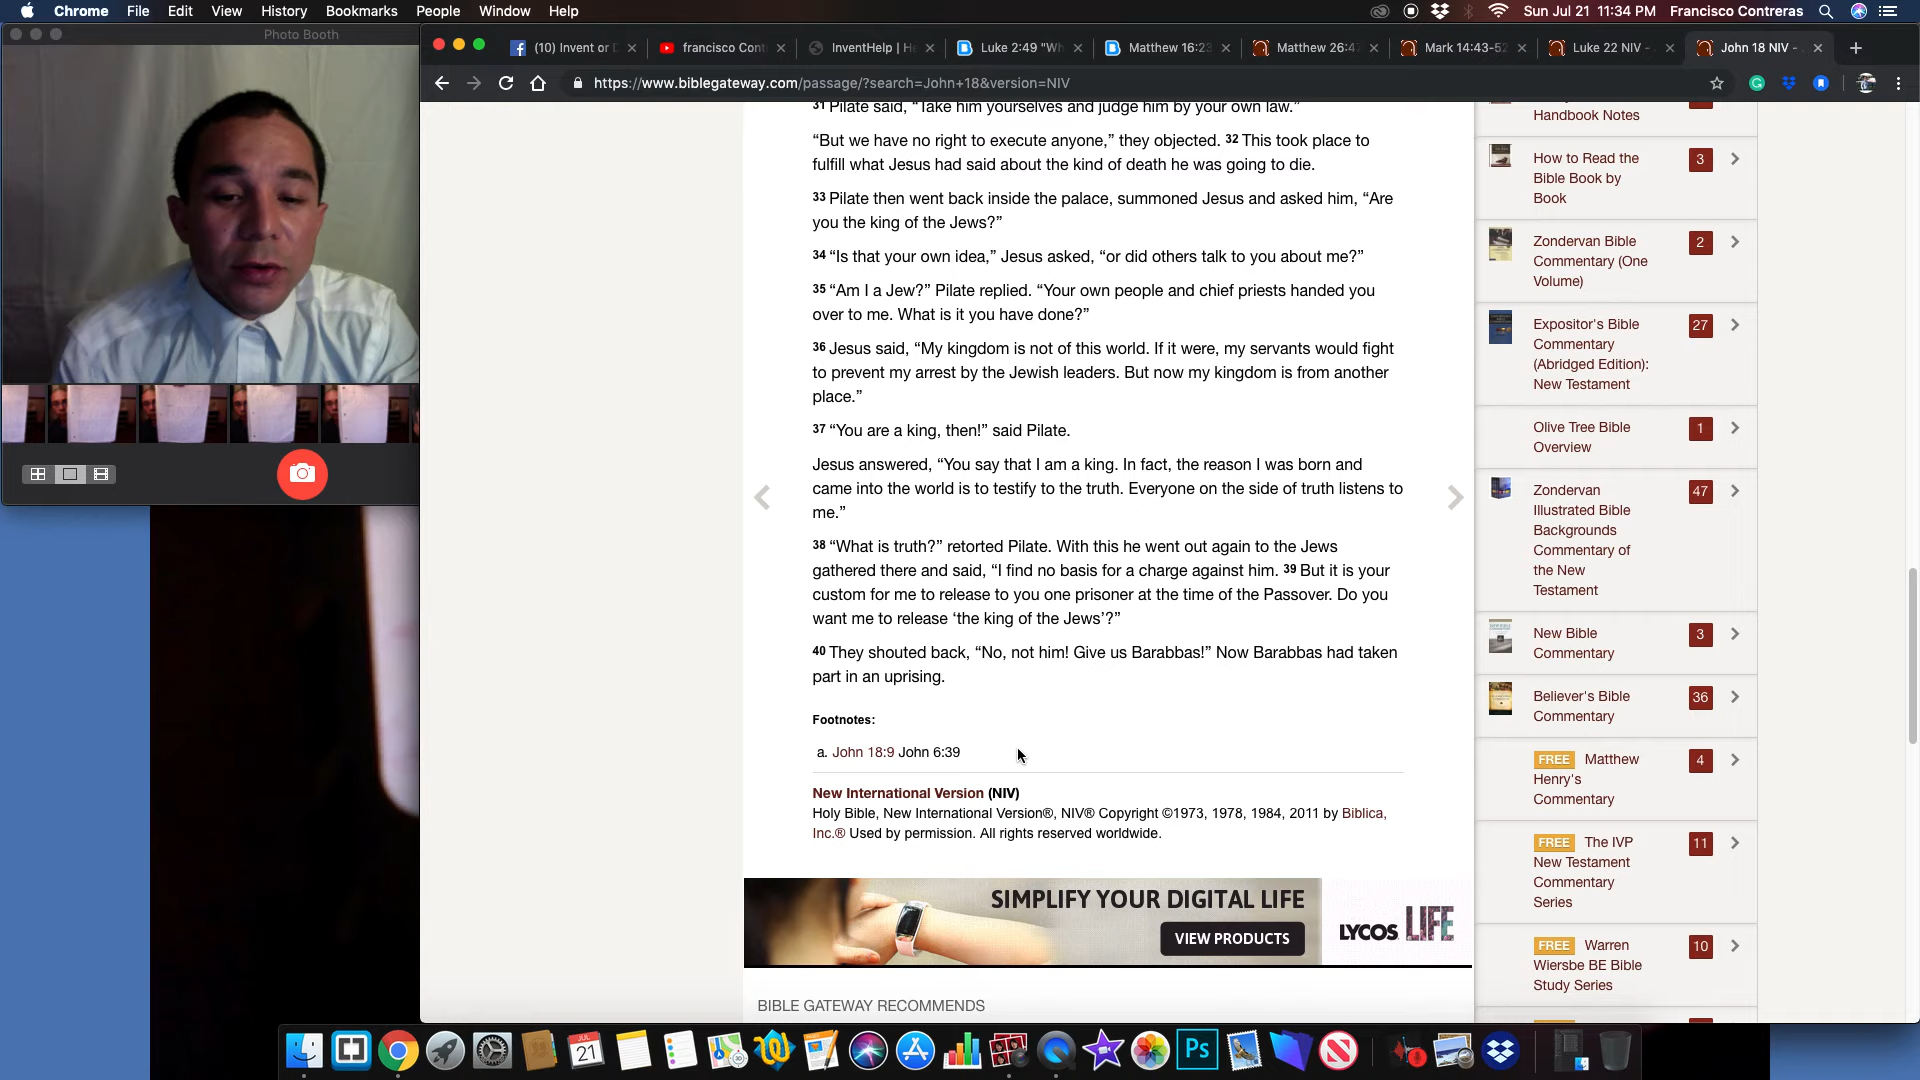 Chrome File Edit View History Bookmarks People Window Help
Sun Jul 21 11:34 PM Francisco Contreras
Photo Booth
(10) Invent or D
francisco Cont
InventHelp | He
Luke 2:49 "Wh
Matthew 16:23
Matthew 26:47
Mark 14:43-52
Luke 22 NIV -
John 18 NIV -
https://www.biblegateway.com/passage/?search=John+18&version=NIV
31 Pilate said, “Take him yourselves and judge him by your own law.”
“But we have no right to execute anyone,” they objected. 32 This took place to
fulfill what Jesus had said about the kind of death he was going to die.
33 Pilate then went back inside the palace, summoned Jesus and asked him, “Are
you the king of the Jews?”
34 “Is that your own idea,” Jesus asked, “or did others talk to you about me?”
35 “Am I a Jew?” Pilate replied. “Your own people and chief priests handed you
over to me. What is it you have done?”
36 Jesus said, “My kingdom is not of this world. If it were, my servants would fight
to prevent my arrest by the Jewish leaders. But now my kingdom is from another
place.”
37 “You are a king, then!” said Pilate.
Jesus answered, “You say that I am a king. In fact, the reason I was born and
came into the world is to testify to the truth. Everyone on the side of truth listens to
me.”
38 “What is truth?” retorted Pilate. With this he went out again to the Jews
gathered there and said, “I find no basis for a charge against him. 39 But it is your
custom for me to release to you one prisoner at the time of the Passover. Do you
want me to release ‘the king of the Jews’?”
40 They shouted back, “No, not him! Give us Barabbas!” Now Barabbas had taken
part in an uprising.
Footnotes:
a. John 18:9 John 6:39
New International Version (NIV)
Holy Bible, New International Version®, NIV® Copyright ©1973, 1978, 1984, 2011 by Biblica,
Inc.® Used by permission. All rights reserved worldwide.
SIMPLIFY YOUR DIGITAL LIFE
VIEW PRODUCTS
LYCOS LIFE
BIBLE GATEWAY RECOMMENDS
Handbook Notes
How to Read the
Bible Book by
Book
3
Zondervan Bible
Commentary (One
Volume)
2
Expositor's Bible
Commentary
(Abridged Edition):
New Testament
27
Olive Tree Bible
Overview
1
Zondervan
Illustrated Bible
Backgrounds
Commentary of
the New
Testament
47
New Bible
Commentary
3
Believer's Bible
Commentary
36
FREE Matthew
Henry's
Commentary
4
FREE The IVP
New Testament
Commentary
Series
11
FREE Warren
Wiersbe BE Bible
Study Series
10
JUL
21
Ps